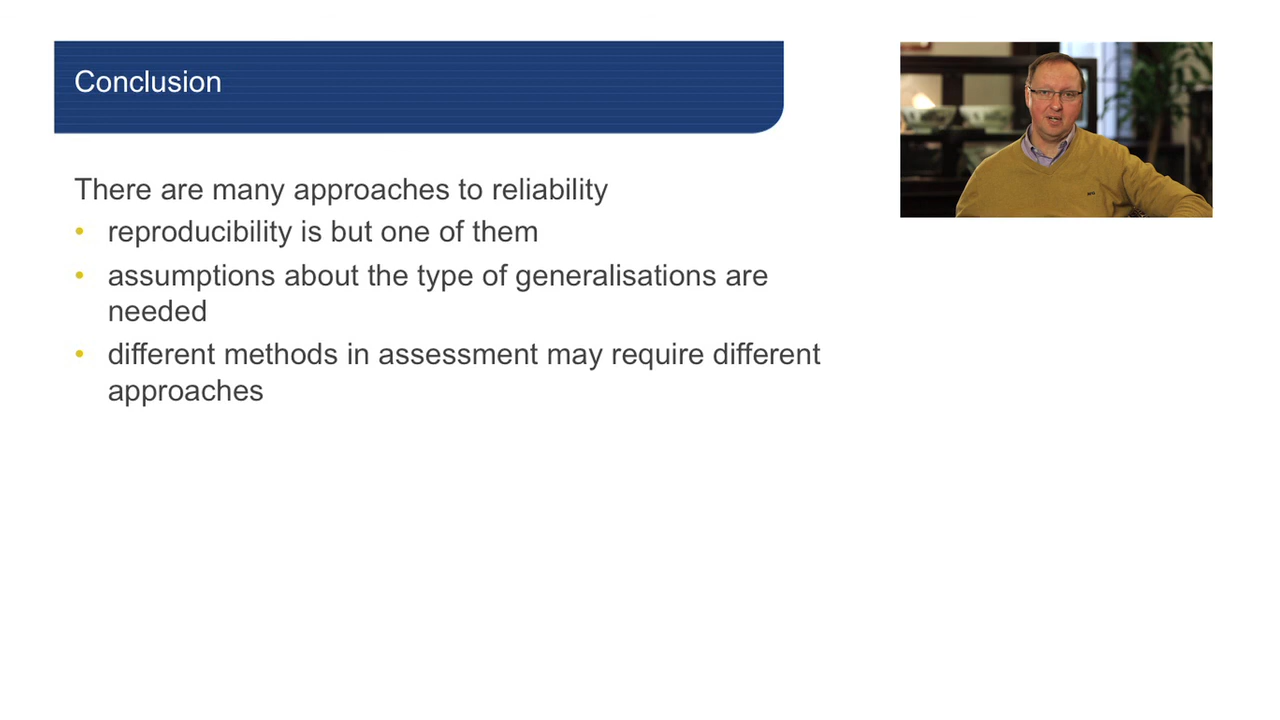 Conclusion
There are many approaches to reliability
• reproducibility is but one of them
• assumptions about the type of generalisations are
needed
• different methods in assessment may require different
approaches